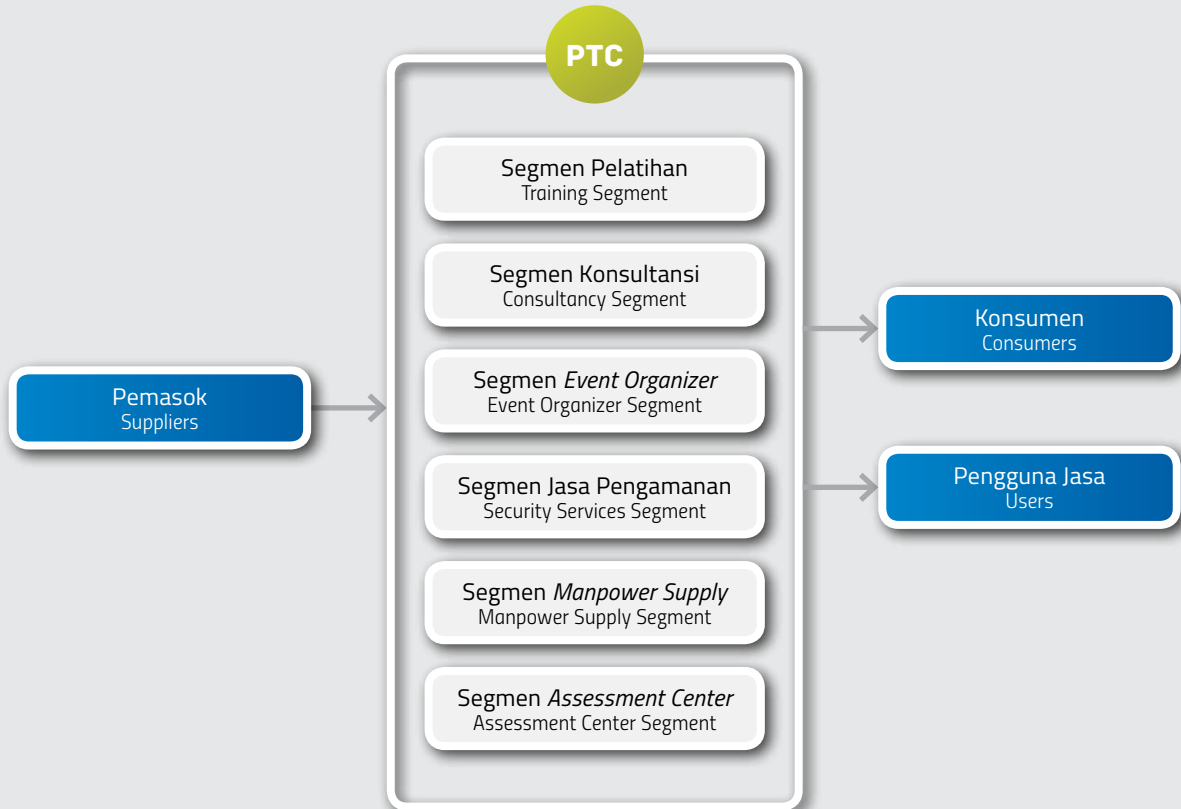 PTC
Segmen Pelatihan
Training Segment
Segmen Konsultansi
Consultancy Segment
Segmen Event Organizer
Event Organizer Segment
Segmen Jasa Pengamanan
Security Services Segment
Segmen Manpower Supply
Manpower Supply Segment
Segmen Assessment Center
Assessment Center Segment
Pemasok
Suppliers
Konsumen
Consumers
Pengguna Jasa
Users